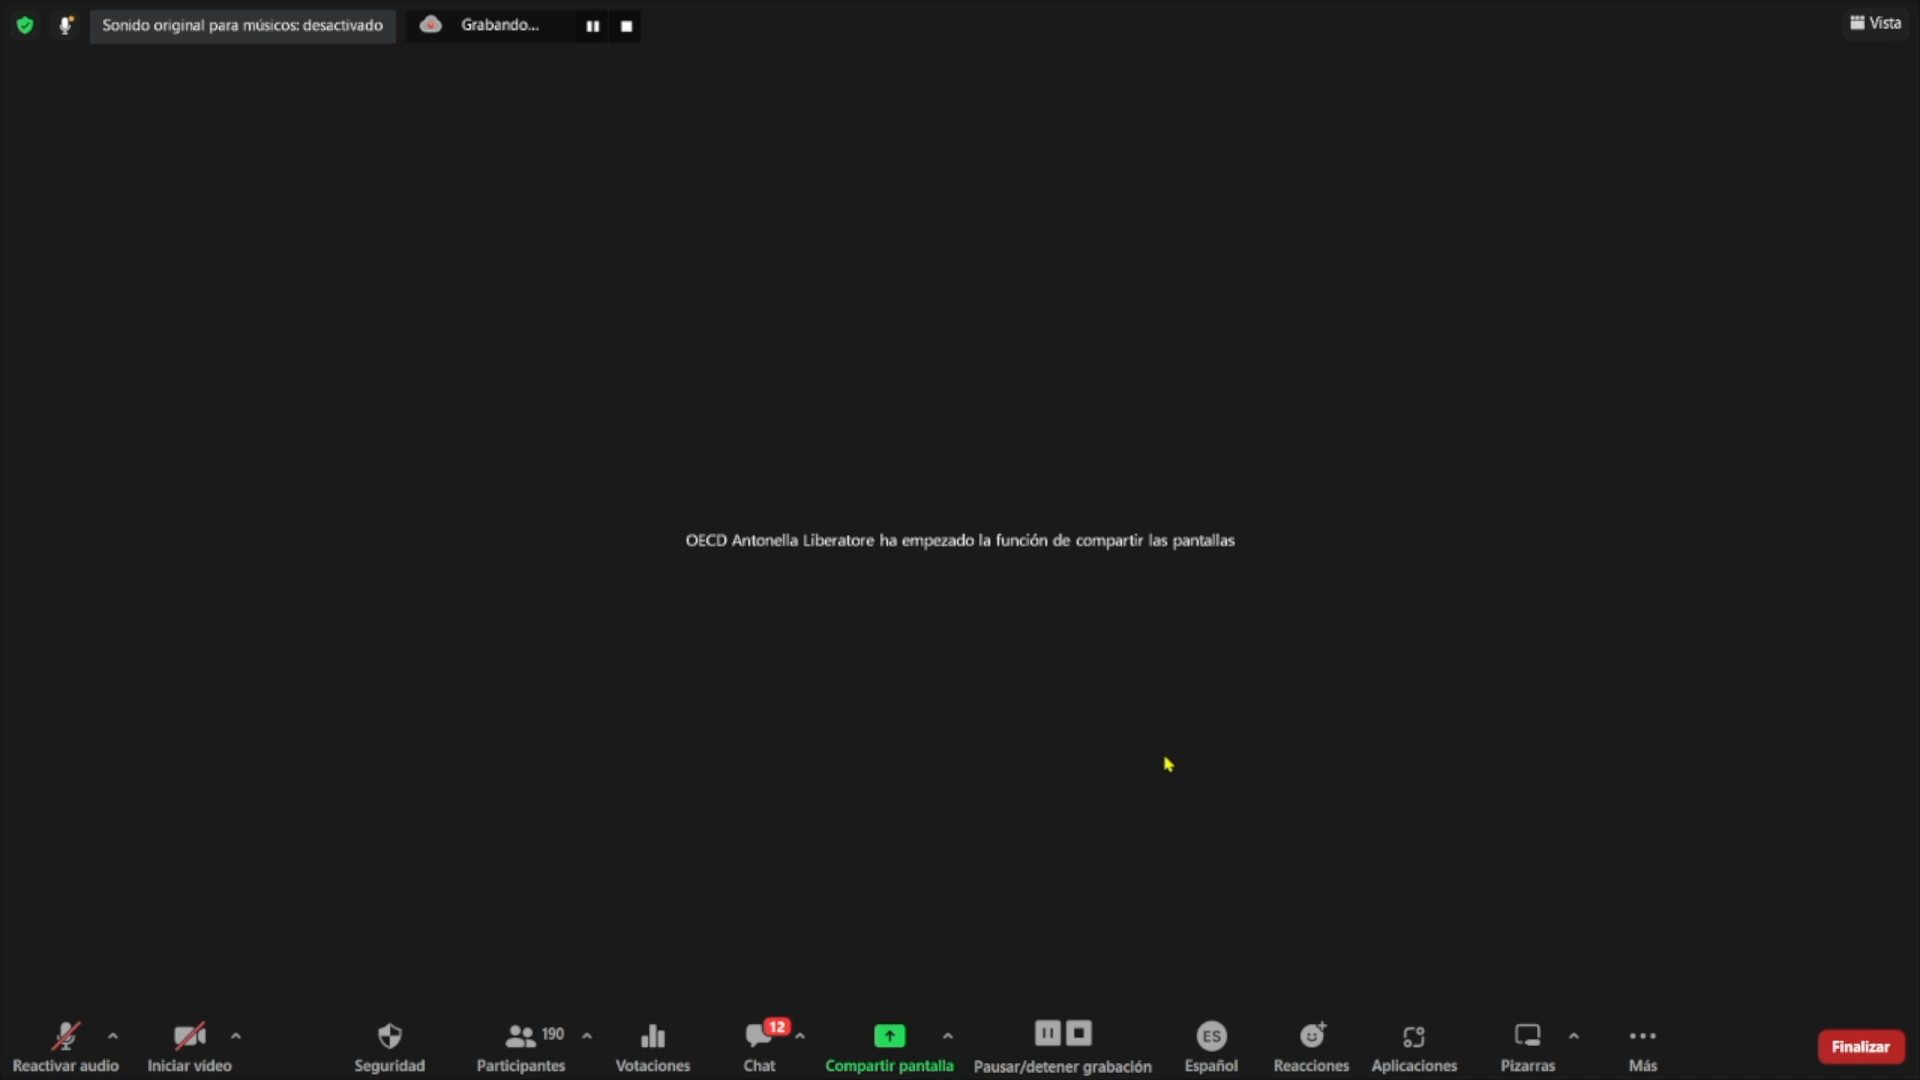 Sonido original para músicos: desactivado
Grabando...
Vista
OECD Antonella Liberatore ha empezado la función de compartir las pantallas
190
12
ES
Reactivar audio
Iniciar vídeo
Seguridad
Participantes
Votaciones
Chat
Compartir pantalla
Pausar/detener grabación
Español
Reacciones
Aplicaciones
Pizarras
Más
Finalizar